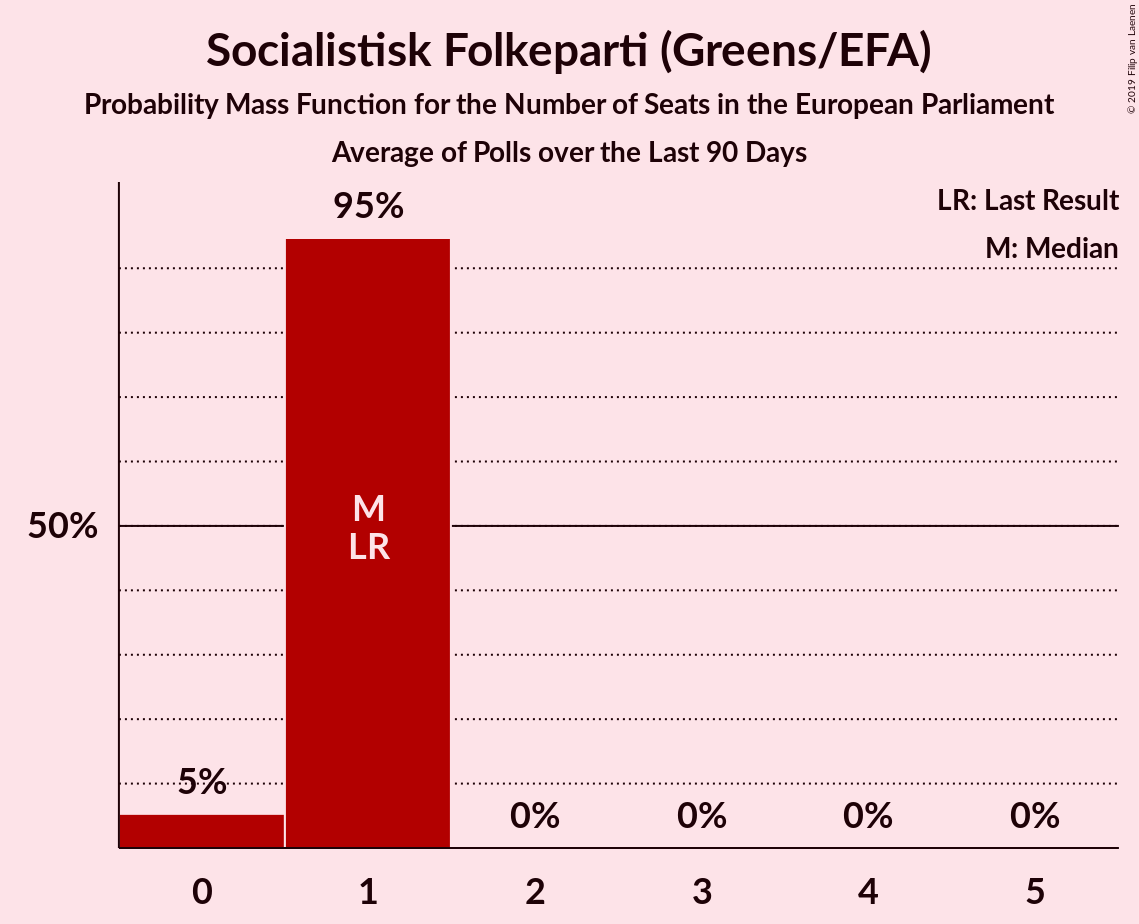 Socialistisk Folkeparti (Greens/EFA)
Probability Mass Function for the Number of Seats in the European Parliament
Average of Polls over the Last 90 Days
© 2019 Filip van Laenen
LR: Last Result
M: Median
95%
M
LR
50%
5%
0%
0%
0%
0%
0
1
2
3
4
5